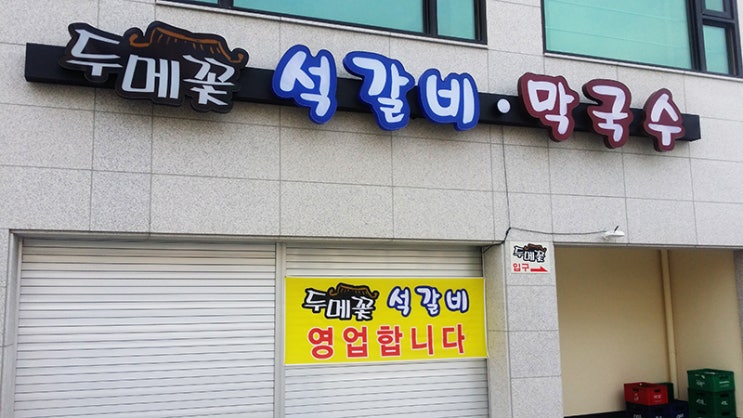 두메꽃 석갈비·막국수
두메꽃
입구
두메꽃 석갈비
영업합니다